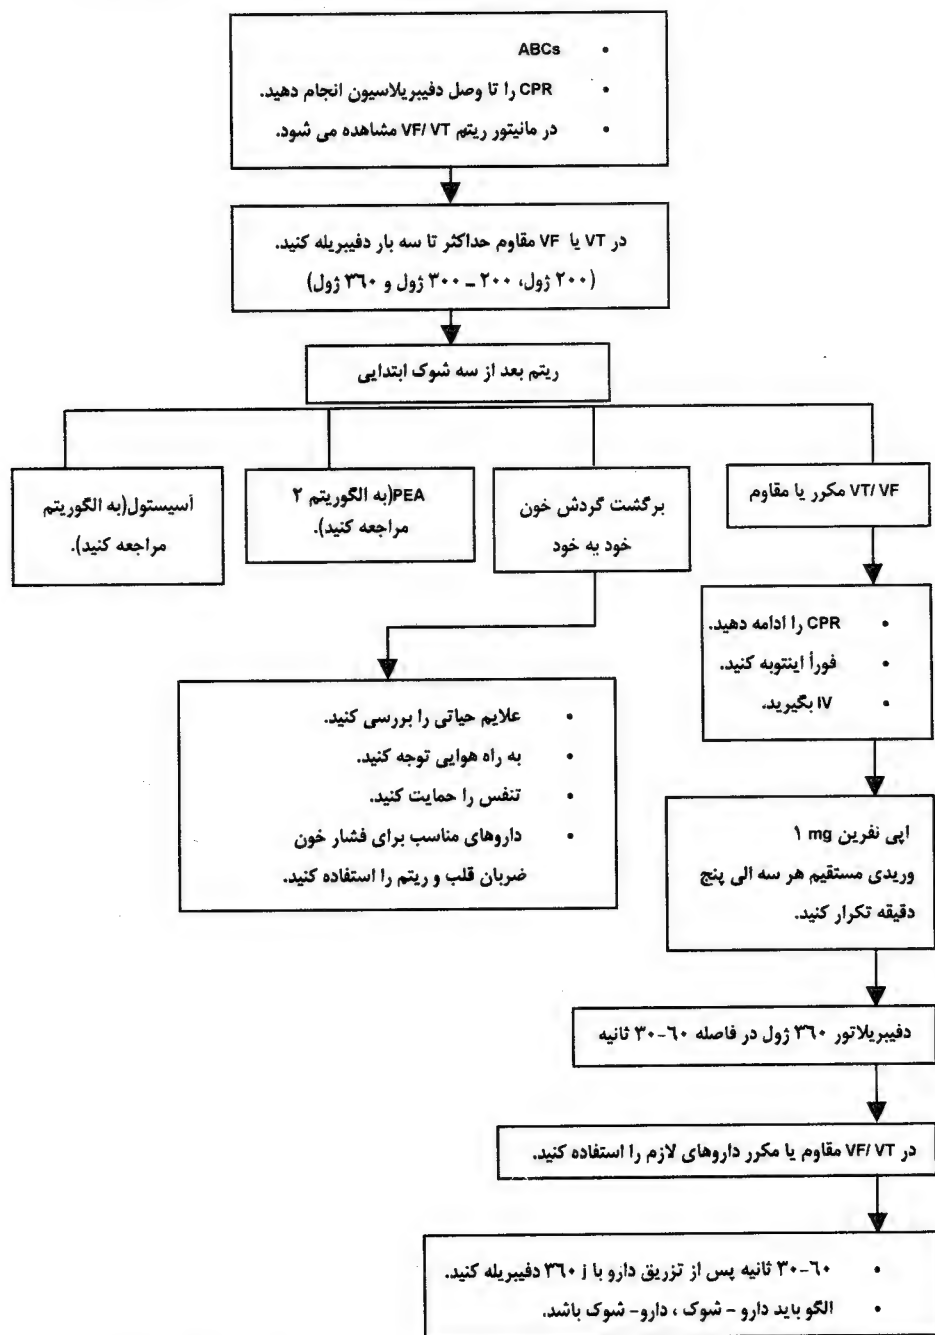 • ABCs
• CPR را تا وصل دفیبریلاسیون انجام دهید.
• در مانیتور ریتم VF/ VT مشاهده می شود.
در VT یا VF مقاوم حداکثر تا سه بار دفیبریله کنید.
(۲۰۰ ژول، ۲۰۰ – ۳۰۰ ژول و ۳٦۰ ژول)
ریتم بعد از سه شوک ابتدایی
VT/ VF مکرر یا مقاوم
برگشت گردش خون
خود به خود
PEA(به الگوریتم ۲
مراجعه کنید).
آسیستول(به الگوریتم
مراجعه کنید).
• CPR را ادامه دهید.
• فوراً اینتوبه کنید.
• IV بگیرید.
• علایم حیاتی را بررسی کنید.
• به راه هوایی توجه کنید.
• تنفس را حمایت کنید.
• داروهای مناسب برای فشار خون
ضربان قلب و ریتم را استفاده کنید.
اپی نفرین ۱ mg
وریدی مستقیم هر سه الی پنج
دقیقه تکرار کنید.
دفیبریلاتور ۳٦۰ ژول در فاصله ٦۰-۳۰ ثانیه
در VF/ VT مقاوم یا مکرر داروهای لازم را استفاده کنید.
• ٦۰-۳۰ ثانیه پس از تزریق دارو با ۳٦۰ j دفیبریله کنید.
• الگو باید دارو – شوک ، دارو- شوک باشد.